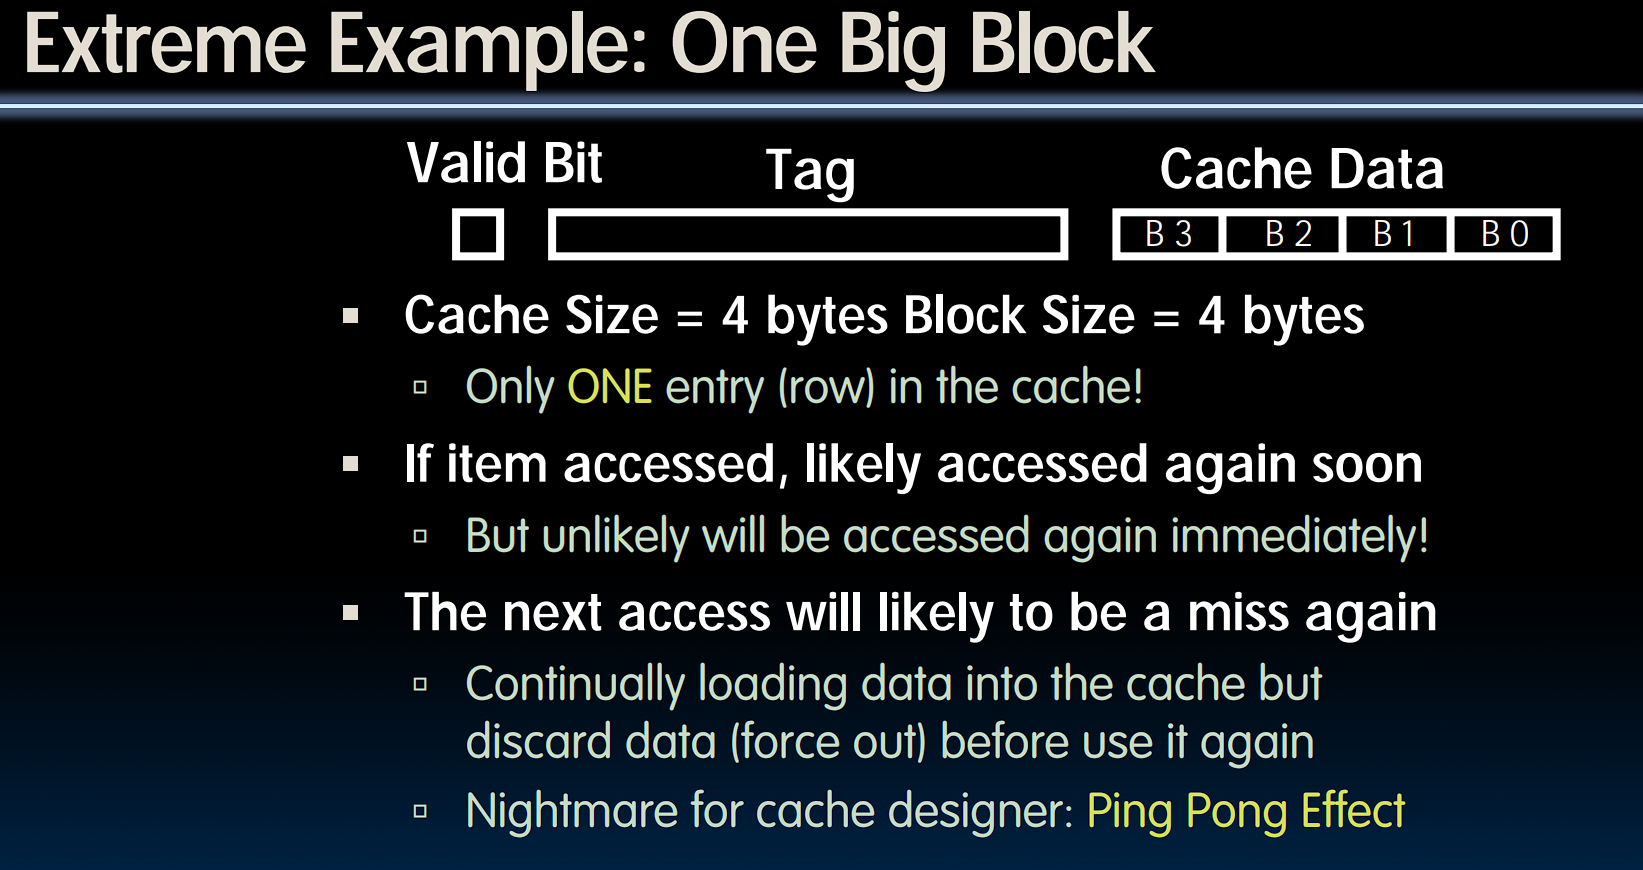 Extreme Example: One Big Block
Valid Bit Tag Cache Data
B 3 B 2 B 1 B 0
Cache Size = 4 bytes Block Size = 4 bytes
Only ONE entry (row) in the cache!
If item accessed, likely accessed again soon
But unlikely will be accessed again immediately!
The next access will likely to be a miss again
Continually loading data into the cache but
discard data (force out) before use it again
Nightmare for cache designer: Ping Pong Effect